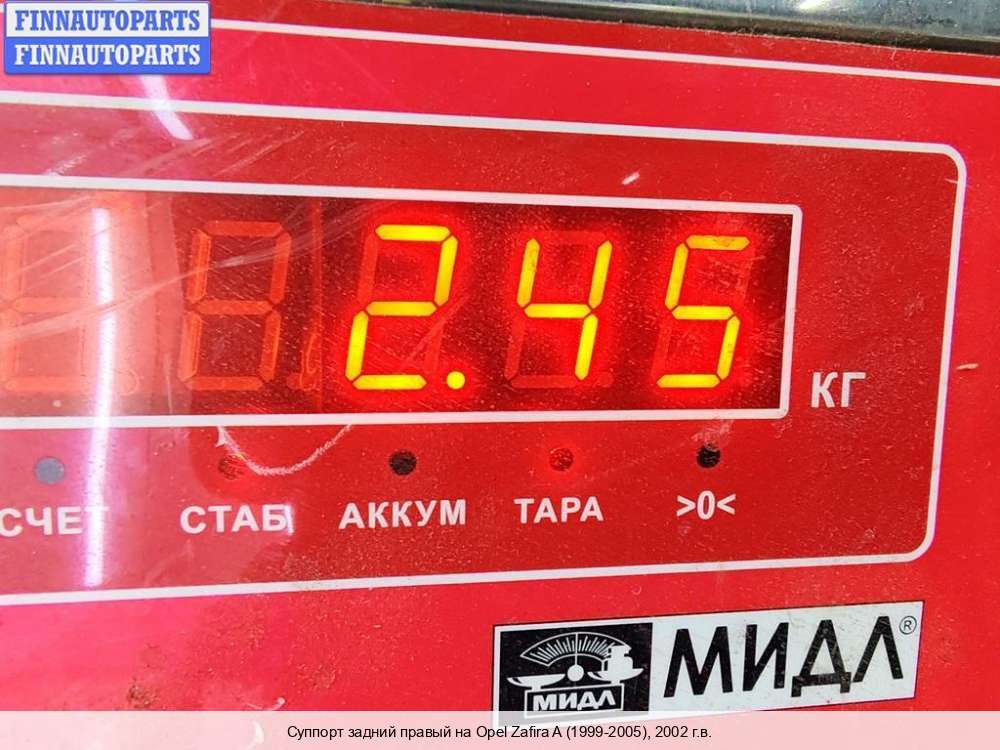 FINNAUTOPARTS
FINNAUTOPARTS
2.45
КГ
СЧЕТ СТАБ АККУМ ТАРА >0<
МИДЛ МИДЛ®
Суппорт задний правый на Opel Zafira A (1999-2005), 2002 г.в.